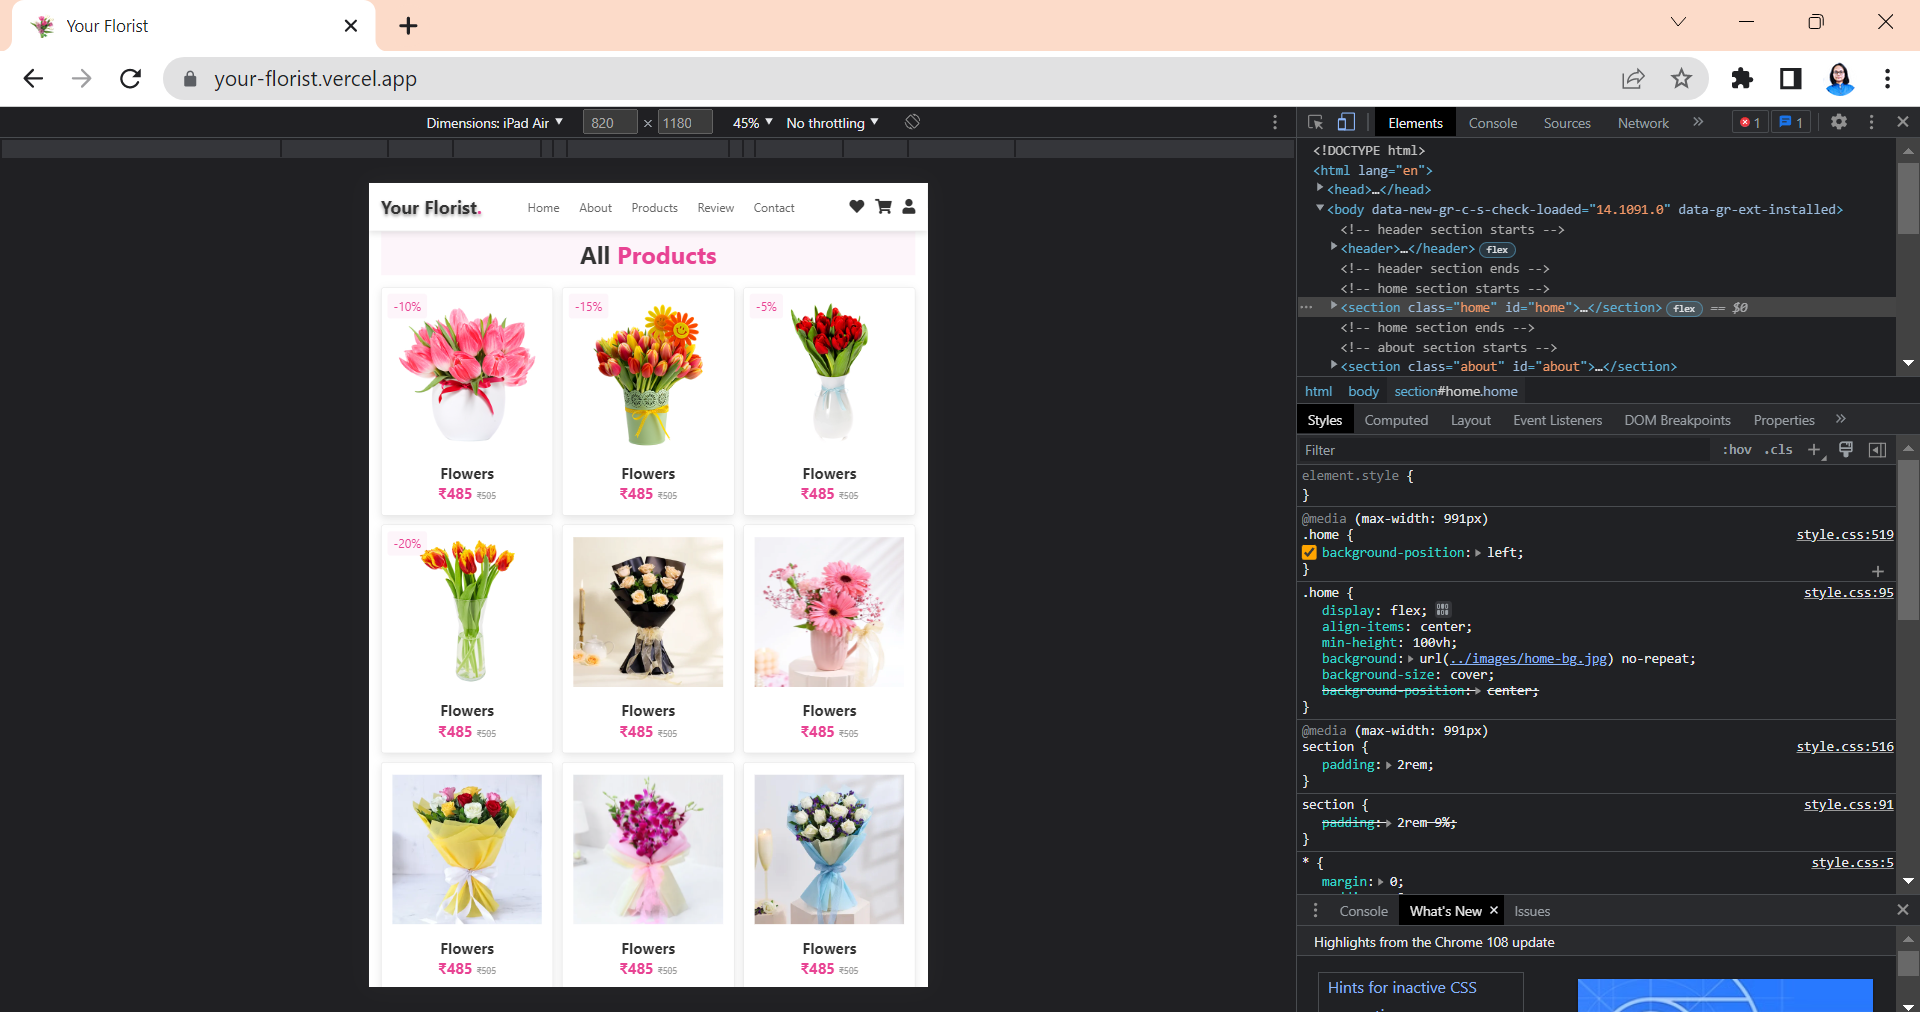 Your Florist
your-florist.vercel.app
Dimensions: iPad Air 820 × 1180 45% No throttling
Elements Console Sources Network » 1 1
Your Florist.
Home About Products Review Contact
All Products
-10%
Flowers
₹485 ₹505
-15%
Flowers
₹485 ₹505
-5%
Flowers
₹485 ₹505
-20%
Flowers
₹485 ₹505
Flowers
₹485 ₹505
Flowers
₹485 ₹505
Flowers
₹485 ₹505
Flowers
₹485 ₹505
Flowers
₹485 ₹505
<!DOCTYPE html>
<html lang="en">
<head>…</head>
<body data-new-gr-c-s-check-loaded="14.1091.0" data-gr-ext-installed>
<!-- header section starts -->
<header>…</header> flex
<!-- header section ends -->
<!-- home section starts -->
<section class="home" id="home">…</section> flex == $0
<!-- home section ends -->
<!-- about section starts -->
<section class="about" id="about">…</section>
html body section#home.home
Styles Computed Layout Event Listeners DOM Breakpoints Properties »
Filter :hov .cls +
element.style {
}
@media (max-width: 991px)
.home { style.css:519
background-position: left;
}
.home { style.css:95
display: flex;
align-items: center;
min-height: 100vh;
background: url(../images/home-bg.jpg) no-repeat;
background-size: cover;
background-position: center;
}
@media (max-width: 991px)
section { style.css:516
padding: 2rem;
}
section { style.css:91
padding: 2rem 9%;
}
* { style.css:5
margin: 0;
Console What's New Issues
Highlights from the Chrome 108 update
Hints for inactive CSS